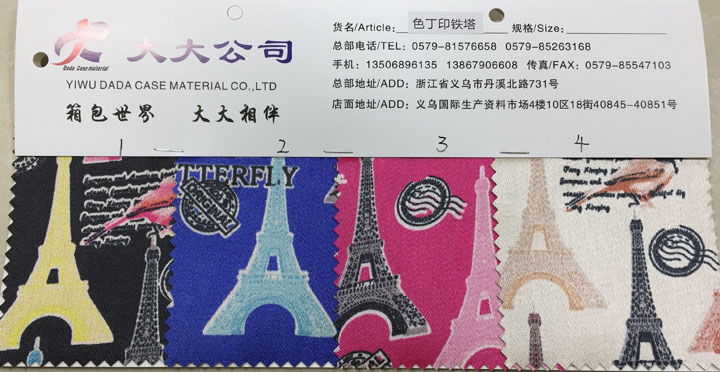 大大公司
Dada Case material
YIWU DADA CASE MATERIAL CO.,LTD
箱包世界 大大相伴
货名/Article: 色丁印铁塔 规格/Size:
总部电话/TEL: 0579-81576658 0579-85263168
手机: 13506896135 13867906608 传真/FAX: 0579-85547103
总部地址/ADD: 浙江省义乌市丹溪北路731号
店面地址/ADD: 义乌国际生产资料市场4楼10区18街40845-40851号
1 2 3 4
TTERFLY
ORIGINAL